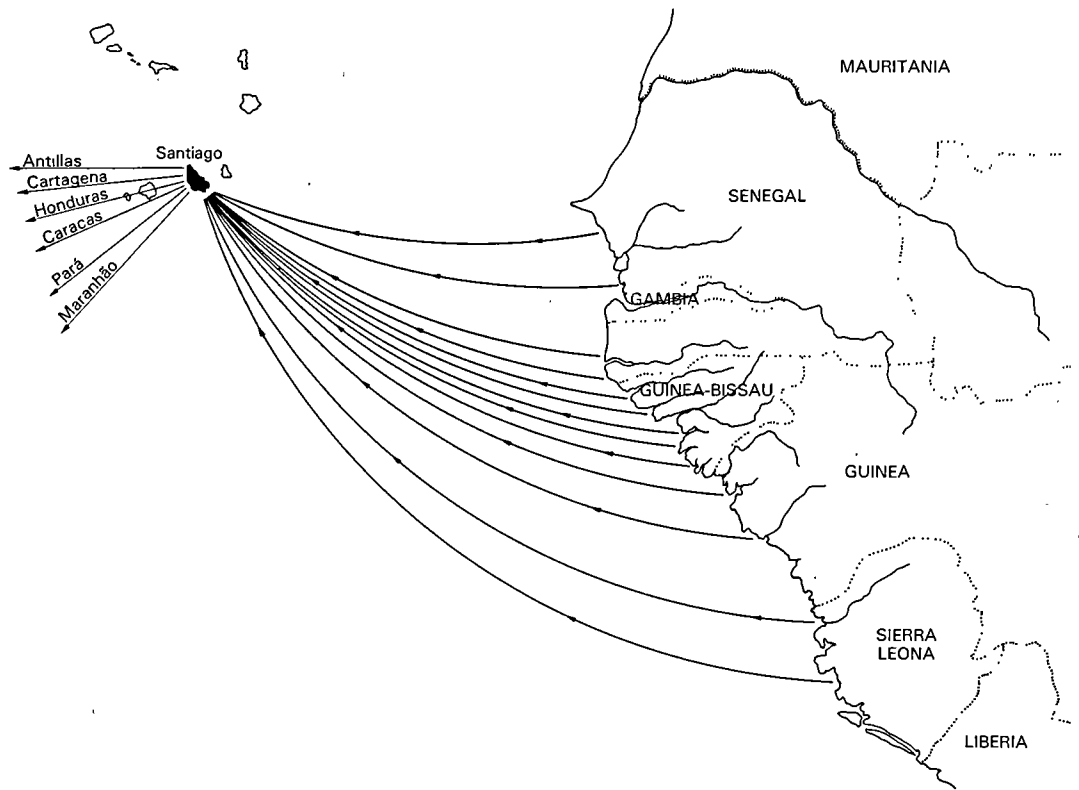 MAURITANIA
Santiago
Antillas
Cartagena
Honduras
Caracas
Pará
Maranhão
SENEGAL
GAMBIA
GUINEA-BISSAU
GUINEA
SIERRA
LEONA
LIBERIA